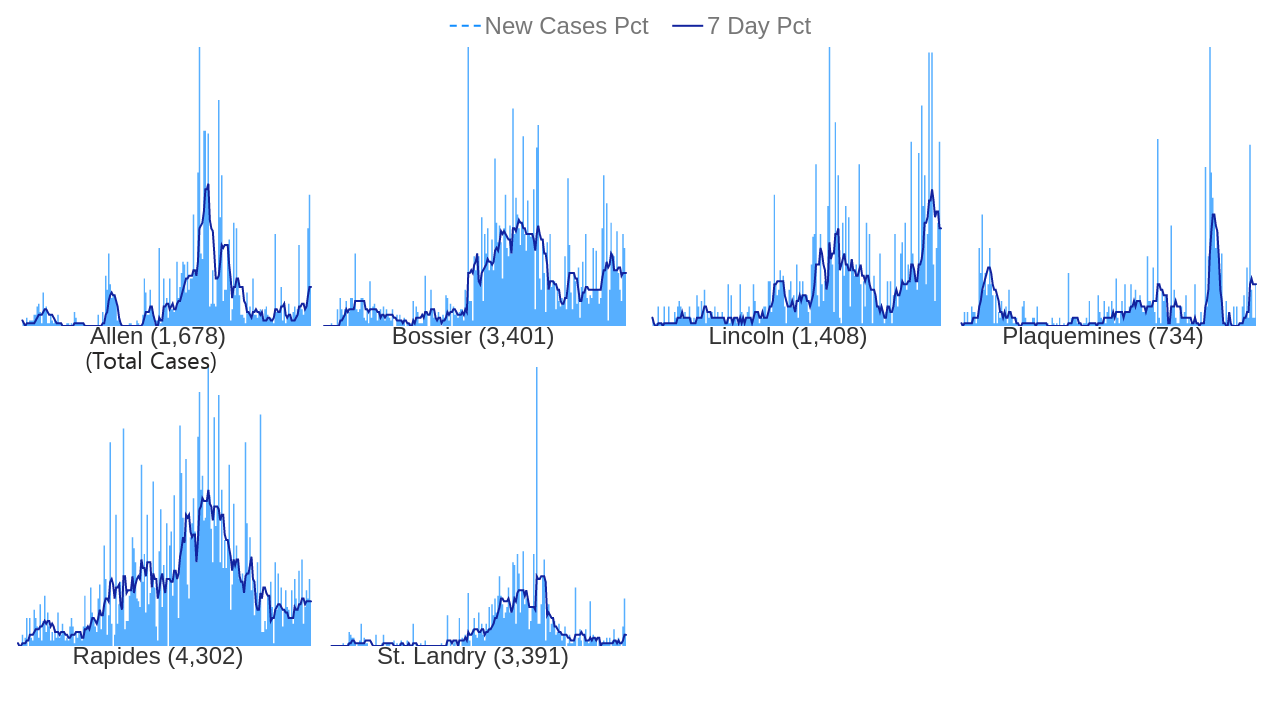 New Cases Pct 7 Day Pct
Allen (1,678) Bossier (3,401) Lincoln (1,408) Plaquemines (734)
(Total Cases)
Rapides (4,302) St. Landry (3,391)